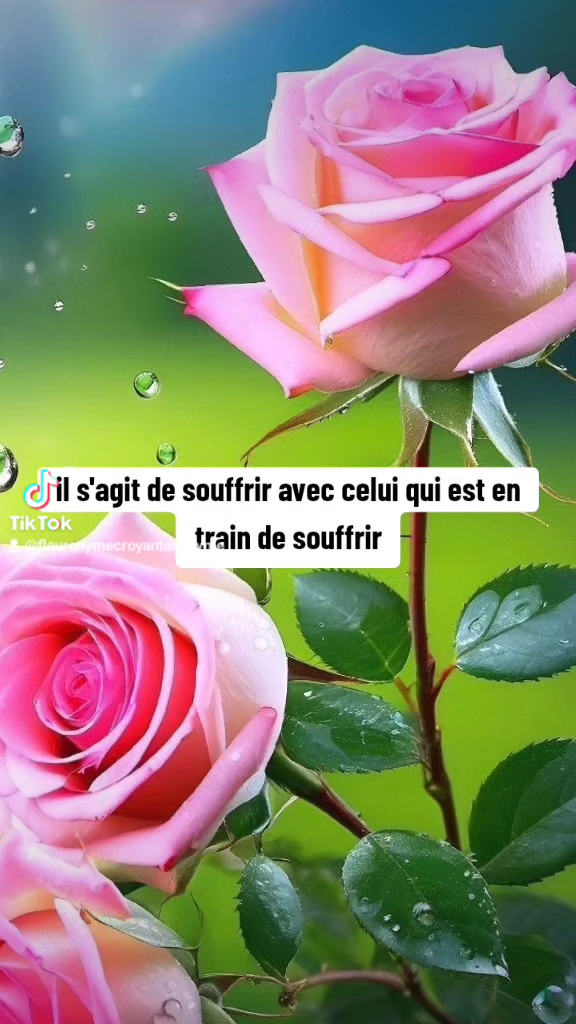 il s'agit de souffrir avec celui qui est en
train de souffrir
TikTok